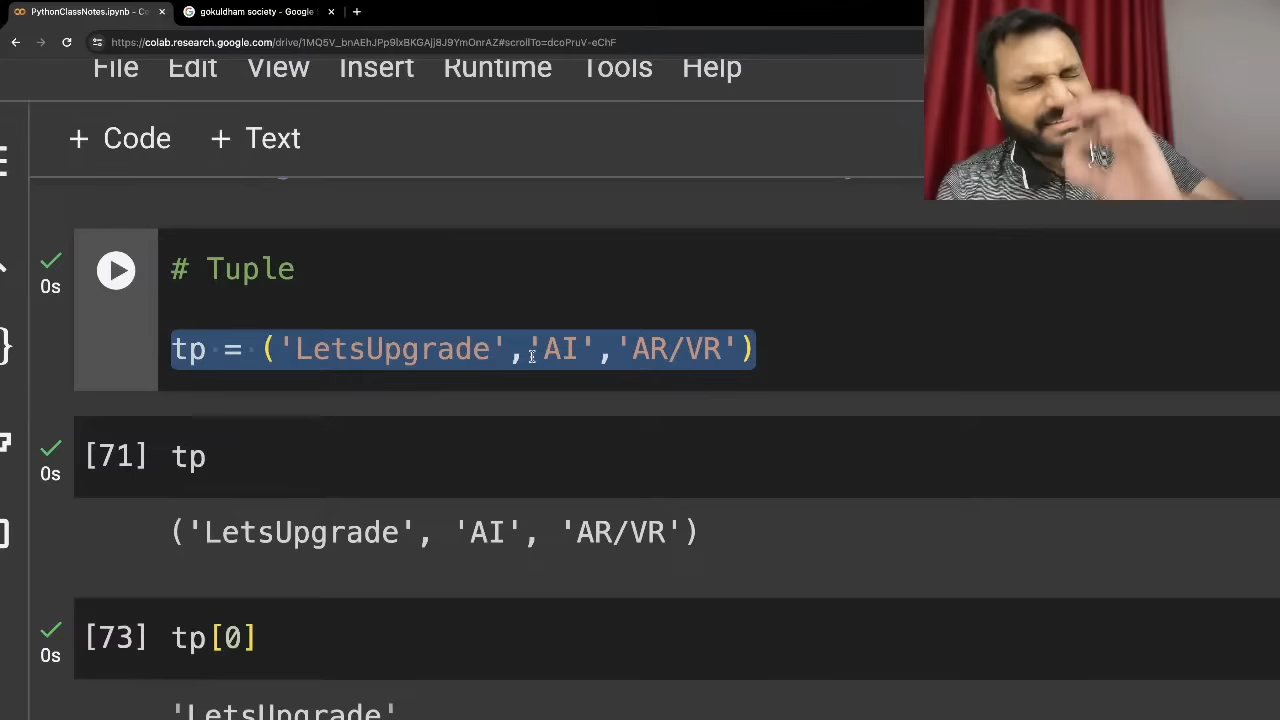 PythonClassNotes.ipynb - Co
gokuldham society - Google
https://colab.research.google.com/drive/1MQ5V_bnAEhJPp9lxBKGAjj8J9YmOnrAZ#scrollTo=dcoPruV-eChF
File Edit View Insert Runtime Tools Help
+ Code + Text
0s
# Tuple
tp = ('LetsUpgrade','AI','AR/VR')
[71] tp
0s
('LetsUpgrade', 'AI', 'AR/VR')
[73] tp[0]
0s
'LetsUpgrade'